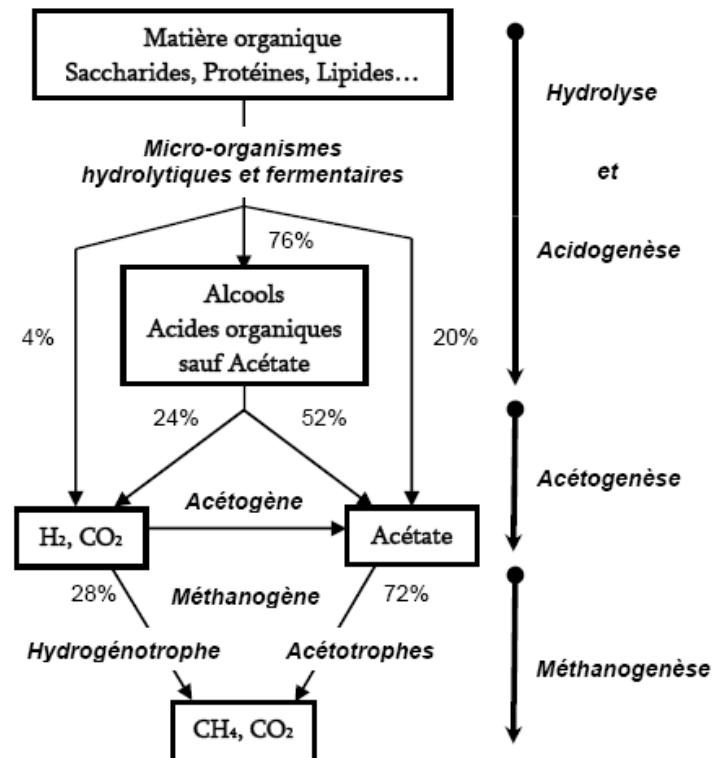 Matière organique
Saccharides, Protéines, Lipides…
Hydrolyse
Micro-organismes
hydrolytiques et fermentaires
et
76%
Acidogenèse
Alcools
Acides organiques
sauf Acétate
4%
20%
24%
52%
Acétogenèse
Acétogène
H₂, CO₂
Acétate
28%
Méthanogène
72%
Hydrogénotrophe
Acétotrophes
Méthanogenèse
CH₄, CO₂